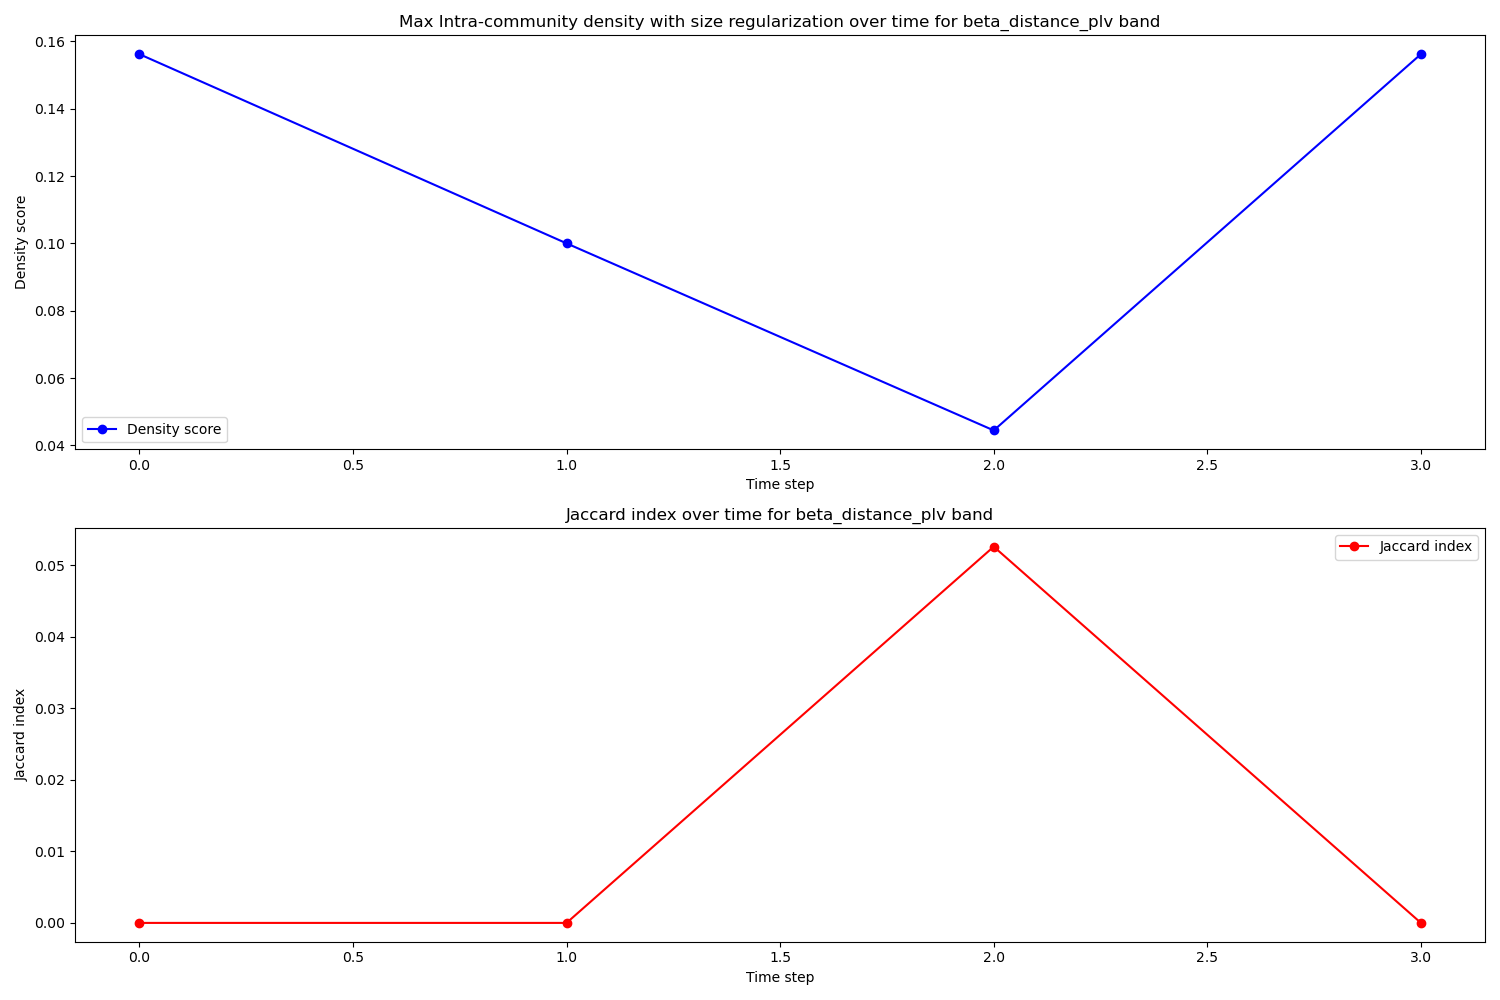 Max Intra-community density with size regularization over time for beta_distance_plv band
0.16
0.14
0.12
0.10
0.08
0.06
0.04
Density score
Density score
0.0 0.5 1.0 1.5 2.0 2.5 3.0
Time step
Jaccard index over time for beta_distance_plv band
Jaccard index
0.05
0.04
0.03
0.02
0.01
0.00
Jaccard index
0.0 0.5 1.0 1.5 2.0 2.5 3.0
Time step